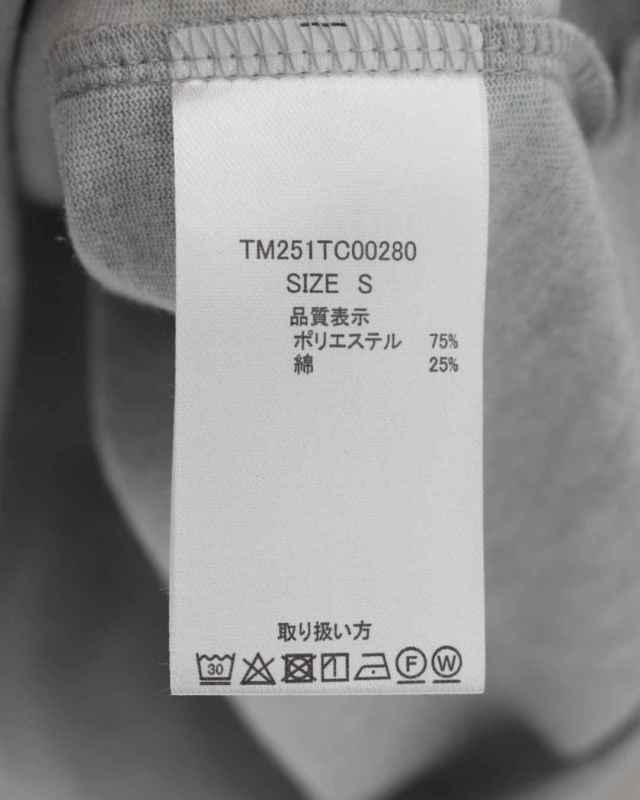 TM251TC00280
SIZE S
品質表示
ポリエステル 75%
綿 25%
取り扱い方
30 F W